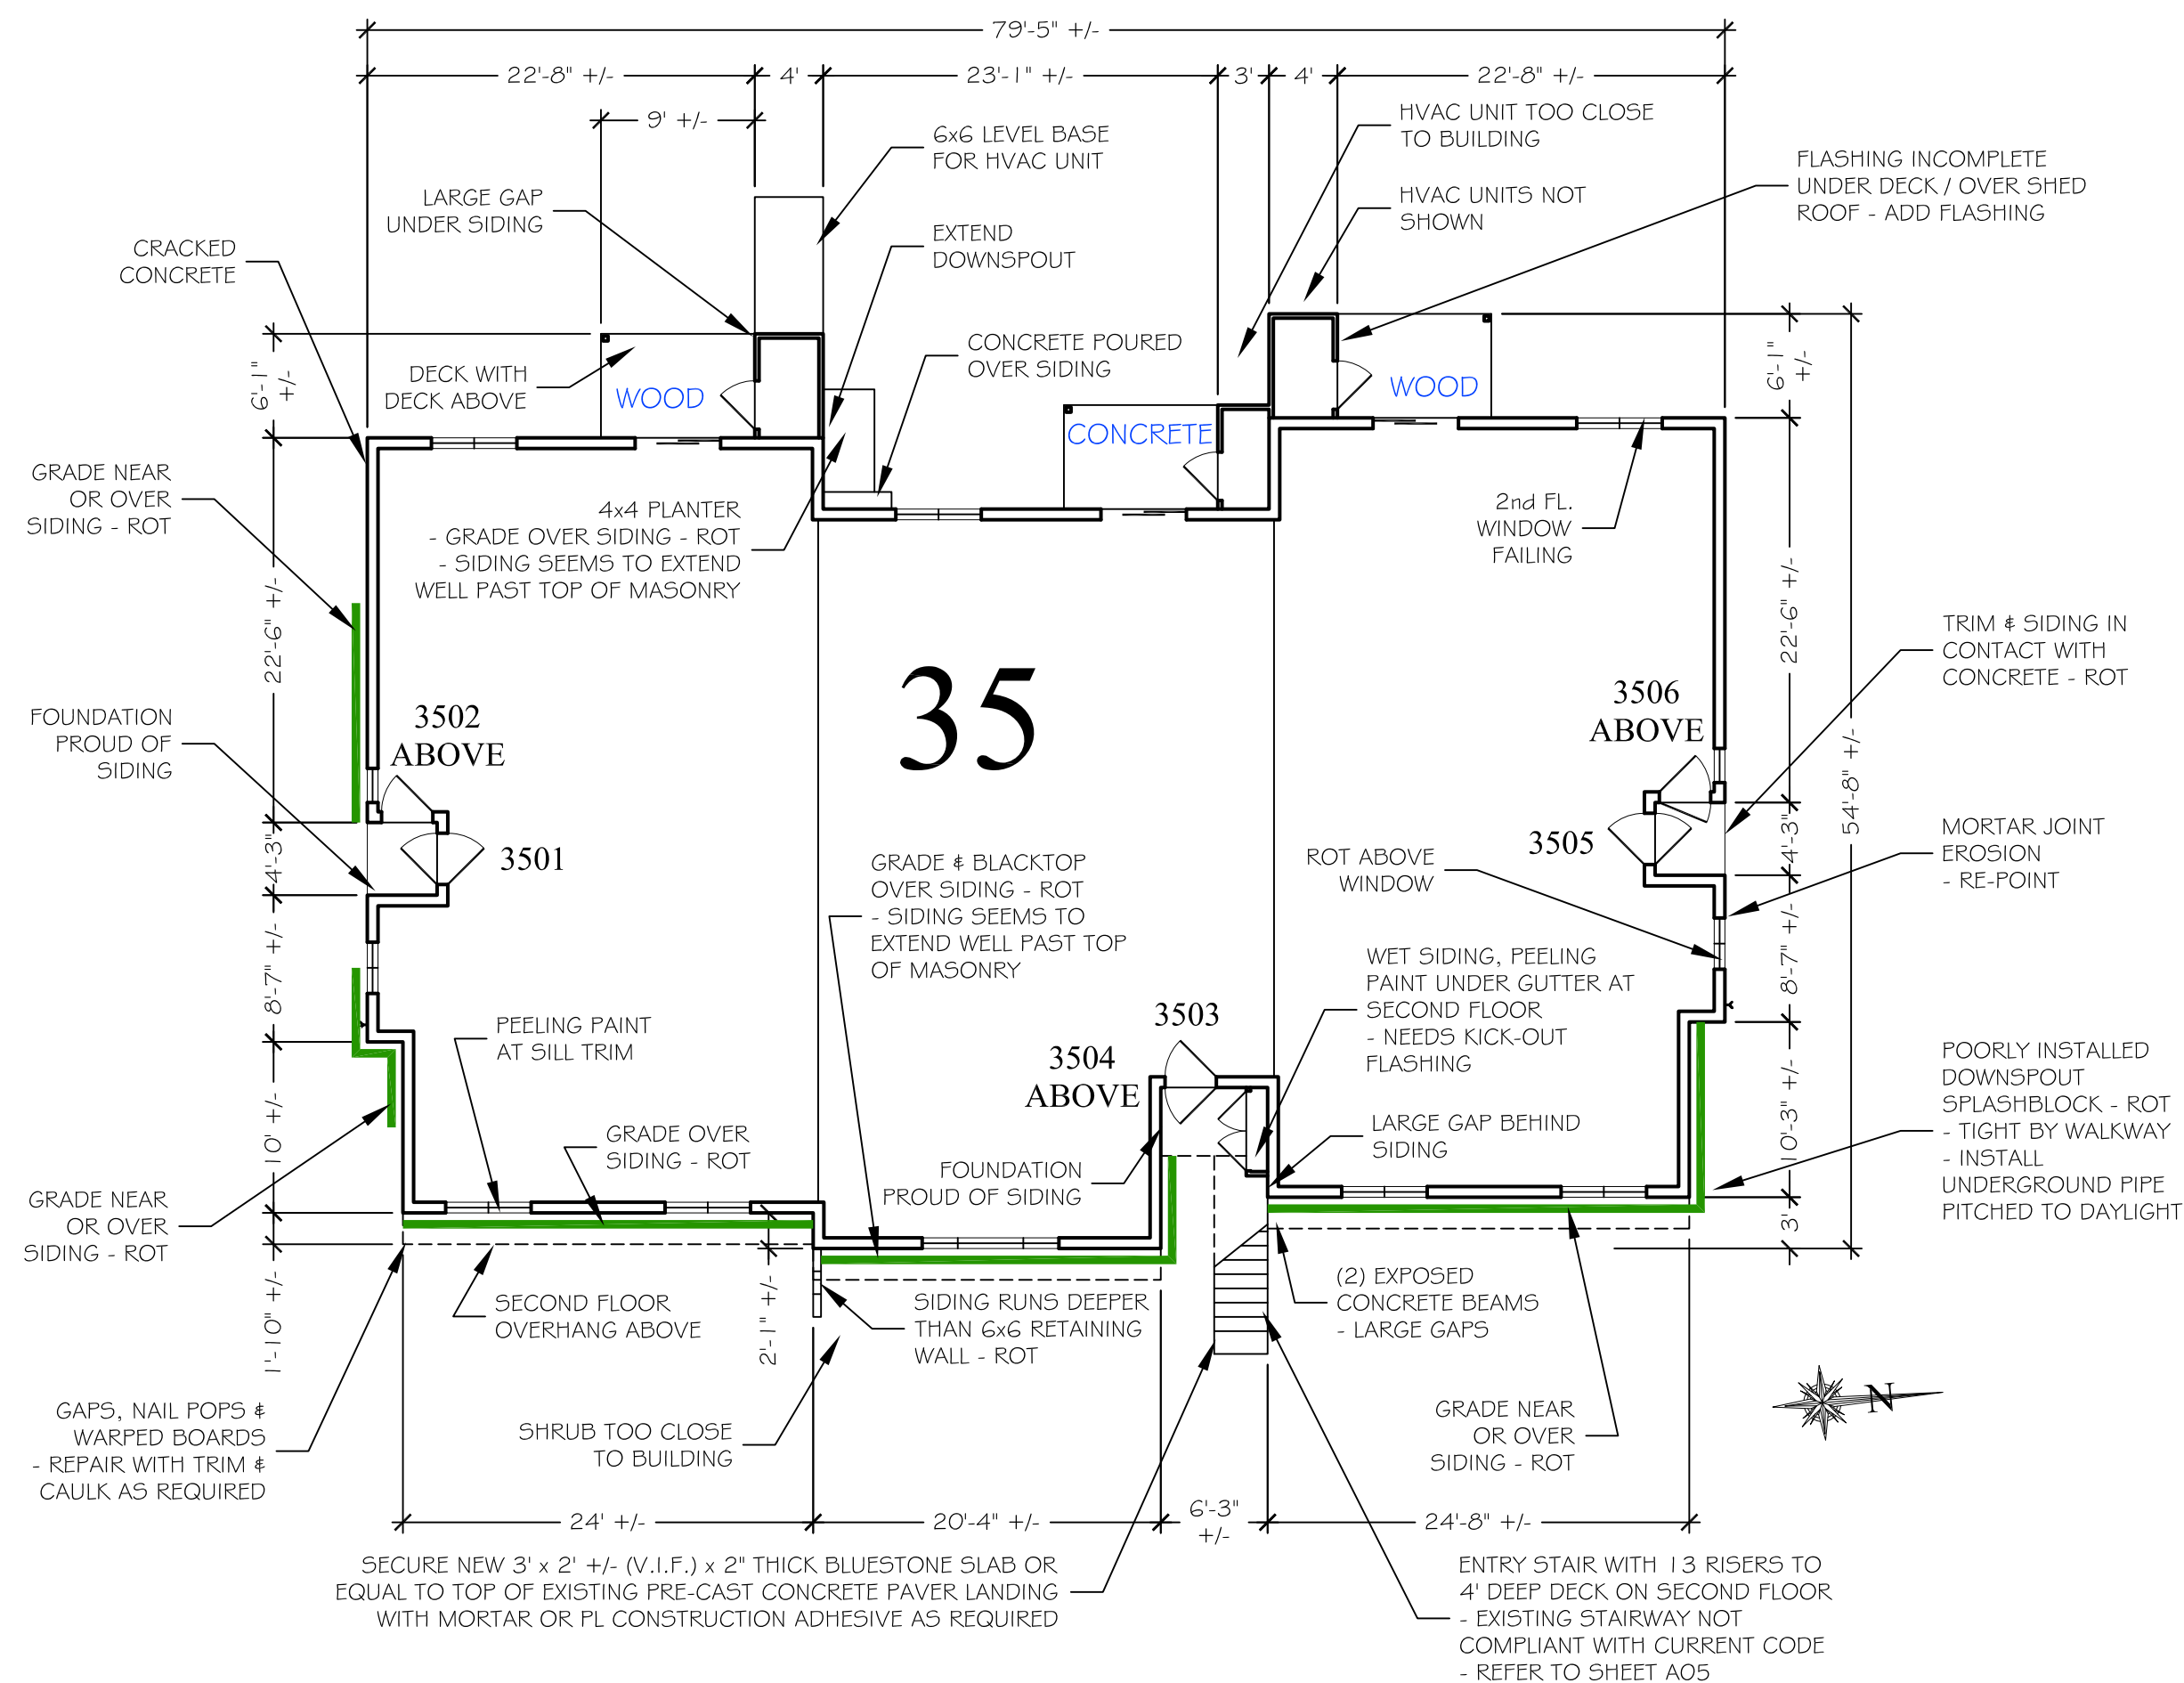 79'-5" +/-
22'-8" +/-
4'
23'-1" +/-
3'
4'
22'-8" +/-
9' +/-
6x6 LEVEL BASE
FOR HVAC UNIT
HVAC UNIT TOO CLOSE
TO BUILDING
FLASHING INCOMPLETE
UNDER DECK / OVER SHED
ROOF - ADD FLASHING
LARGE GAP
UNDER SIDING
HVAC UNITS NOT
SHOWN
CRACKED
CONCRETE
EXTEND
DOWNSPOUT
CONCRETE POURED
OVER SIDING
DECK WITH
DECK ABOVE
WOOD
WOOD
CONCRETE
6'-1"
+/-
6'-1"
+/-
GRADE NEAR
OR OVER
SIDING - ROT
4x4 PLANTER
- GRADE OVER SIDING - ROT
- SIDING SEEMS TO EXTEND
WELL PAST TOP OF MASONRY
2nd FL.
WINDOW
FAILING
22'-6" +/-
22'-6" +/-
54'-8" +/-
TRIM & SIDING IN
CONTACT WITH
CONCRETE - ROT
35
3502
ABOVE
3506
ABOVE
FOUNDATION
PROUD OF
SIDING
3501
3505
4'-3"
4'-3"
MORTAR JOINT
EROSION
- RE-POINT
ROT ABOVE
WINDOW
GRADE & BLACKTOP
OVER SIDING - ROT
- SIDING SEEMS TO
EXTEND WELL PAST TOP
OF MASONRY
WET SIDING, PEELING
PAINT UNDER GUTTER AT
SECOND FLOOR
- NEEDS KICK-OUT
FLASHING
8'-7" +/-
8'-7" +/-
PEELING PAINT
AT SILL TRIM
3503
3504
ABOVE
POORLY INSTALLED
DOWNSPOUT
SPLASHBLOCK - ROT
- TIGHT BY WALKWAY
- INSTALL
UNDERGROUND PIPE
PITCHED TO DAYLIGHT
10' +/-
10'-3" +/-
GRADE OVER
SIDING - ROT
LARGE GAP BEHIND
SIDING
FOUNDATION
PROUD OF SIDING
GRADE NEAR
OR OVER
SIDING - ROT
3'
1'-10" +/-
2'-1" +/-
SECOND FLOOR
OVERHANG ABOVE
SIDING RUNS DEEPER
THAN 6x6 RETAINING
WALL - ROT
(2) EXPOSED
CONCRETE BEAMS
- LARGE GAPS
GAPS, NAIL POPS &
WARPED BOARDS
- REPAIR WITH TRIM &
CAULK AS REQUIRED
SHRUB TOO CLOSE
TO BUILDING
GRADE NEAR
OR OVER
SIDING - ROT
N
24' +/-
20'-4" +/-
6'-3"
+/-
24'-8" +/-
SECURE NEW 3' x 2' +/- (V.I.F.) x 2" THICK BLUESTONE SLAB OR
EQUAL TO TOP OF EXISTING PRE-CAST CONCRETE PAVER LANDING
WITH MORTAR OR PL CONSTRUCTION ADHESIVE AS REQUIRED
ENTRY STAIR WITH 13 RISERS TO
4' DEEP DECK ON SECOND FLOOR
- EXISTING STAIRWAY NOT
COMPLIANT WITH CURRENT CODE
- REFER TO SHEET A05